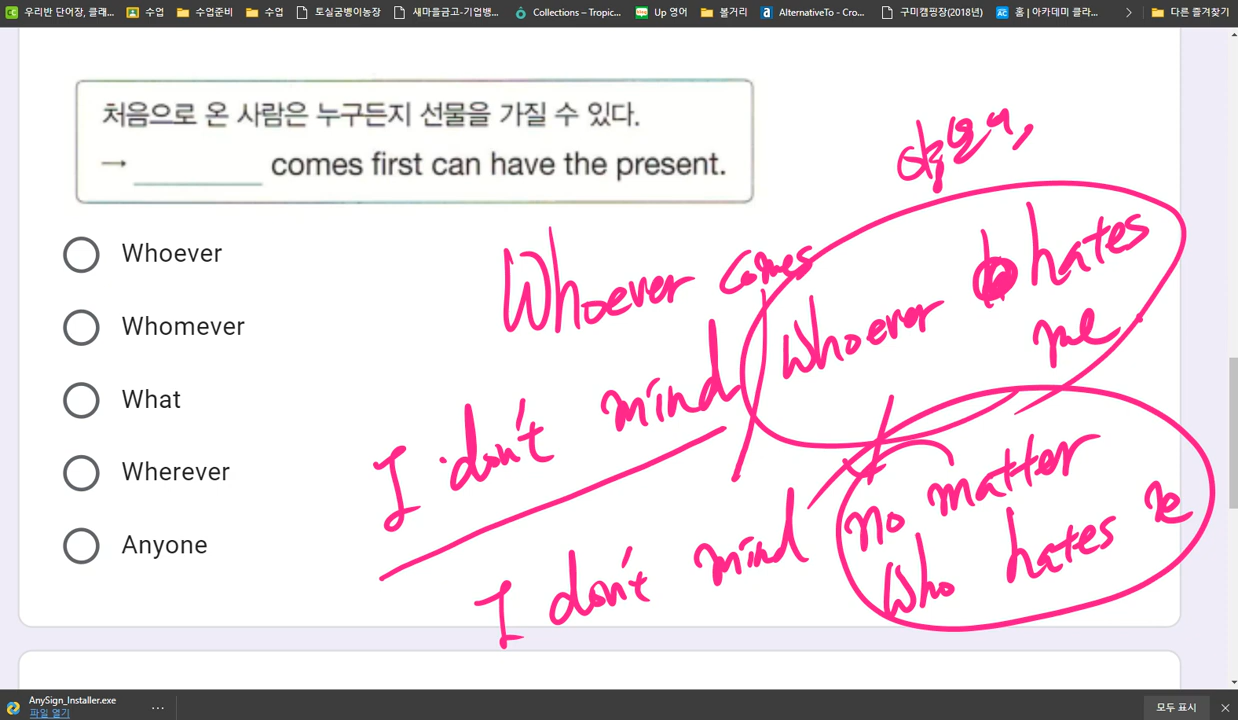 우리반 단어장, 클래... 수업 수업준비 수업 토실굼벵이농장 새마을금고-기업뱅... Collections – Tropic... Up 영어 볼거리 AlternativeTo - Cro... 구미캠핑장(2018년) 홈 | 아카데미 클라... 다른 즐겨찾기
처음으로 온 사람은 누구든지 선물을 가질 수 있다.
→ ________ comes first can have the present.
Whoever
Whomever
What
Wherever
Anyone
Whoever comes
I don't mind whoever hates
me
I don't mind no matter
who hates me
AnySign_Installer.exe
파일 열기
모두 표시